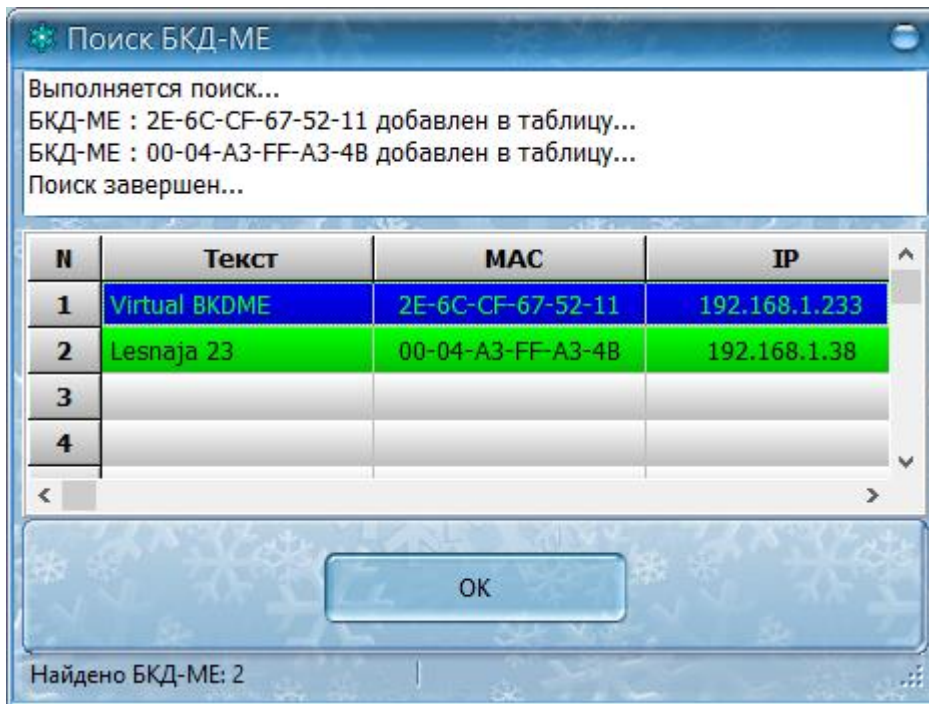 Поиск БКД-МЕ
Выполняется поиск...
БКД-МЕ : 2E-6C-CF-67-52-11 добавлен в таблицу...
БКД-МЕ : 00-04-A3-FF-A3-4B добавлен в таблицу...
Поиск завершен...
N Текст MAC IP
1 Virtual BKDME 2E-6C-CF-67-52-11 192.168.1.233
2 Lesnaja 23 00-04-A3-FF-A3-4B 192.168.1.38
3
4
OK
Найдено БКД-МЕ: 2